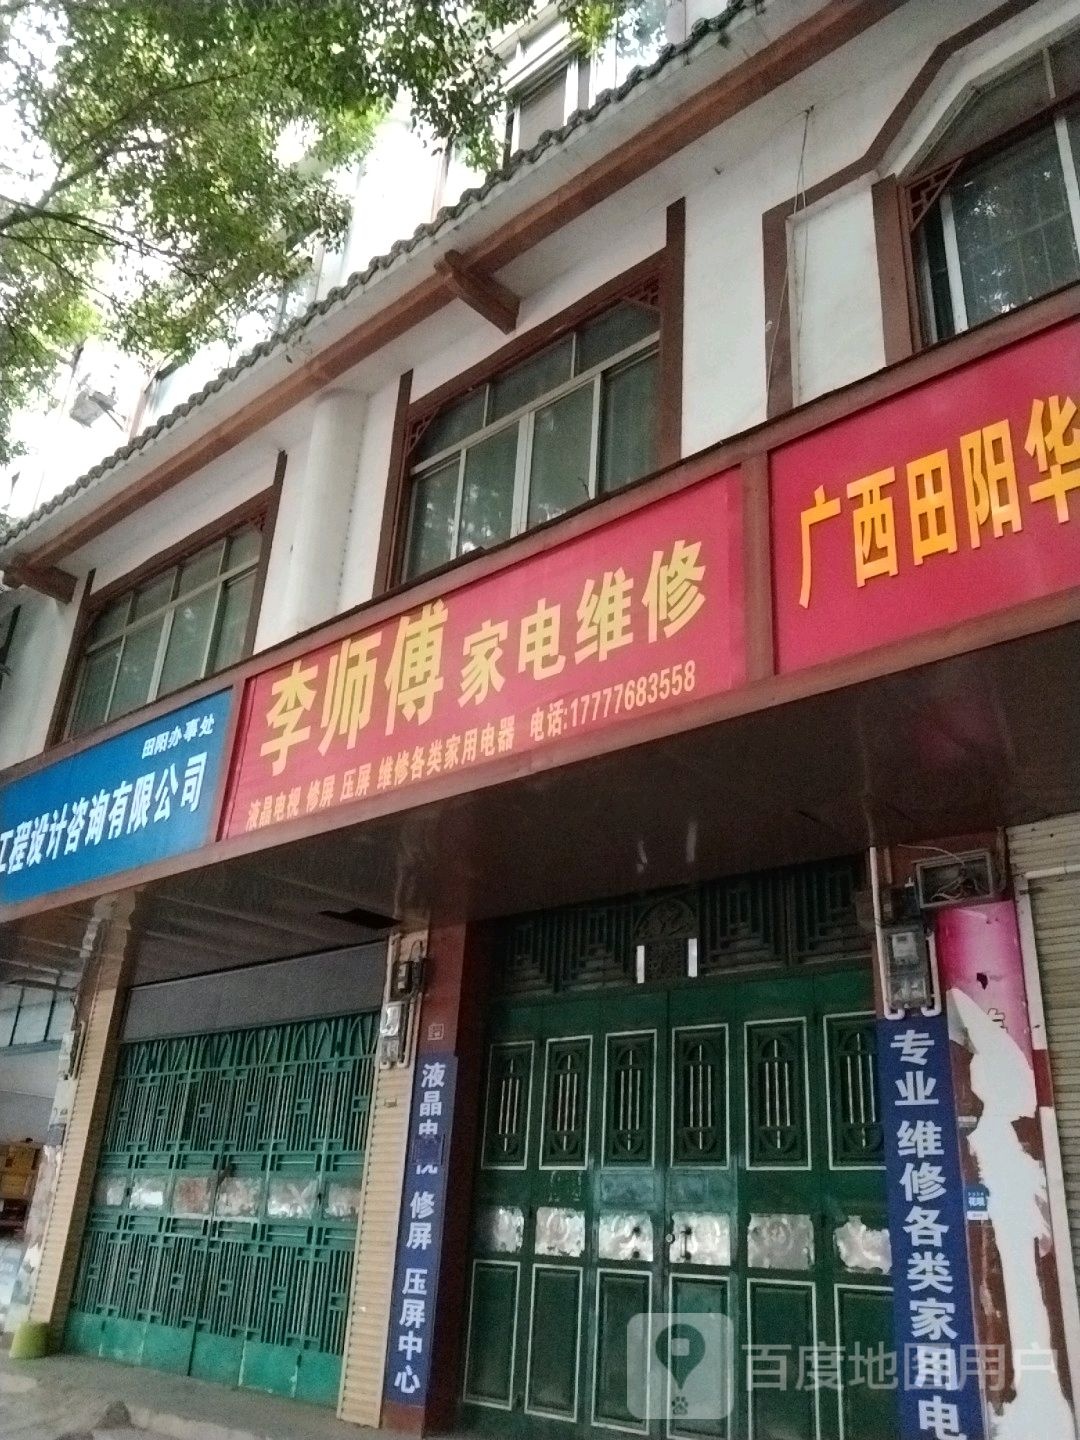 田阳办事处
工程设计咨询有限公司
李师傅家电维修
液晶电视 修屏 压屏 维修各类家用电器 电话:17777683558
广西田阳华
液晶电视 修屏 压屏中心
专业维修各类家用电
百度地图用户